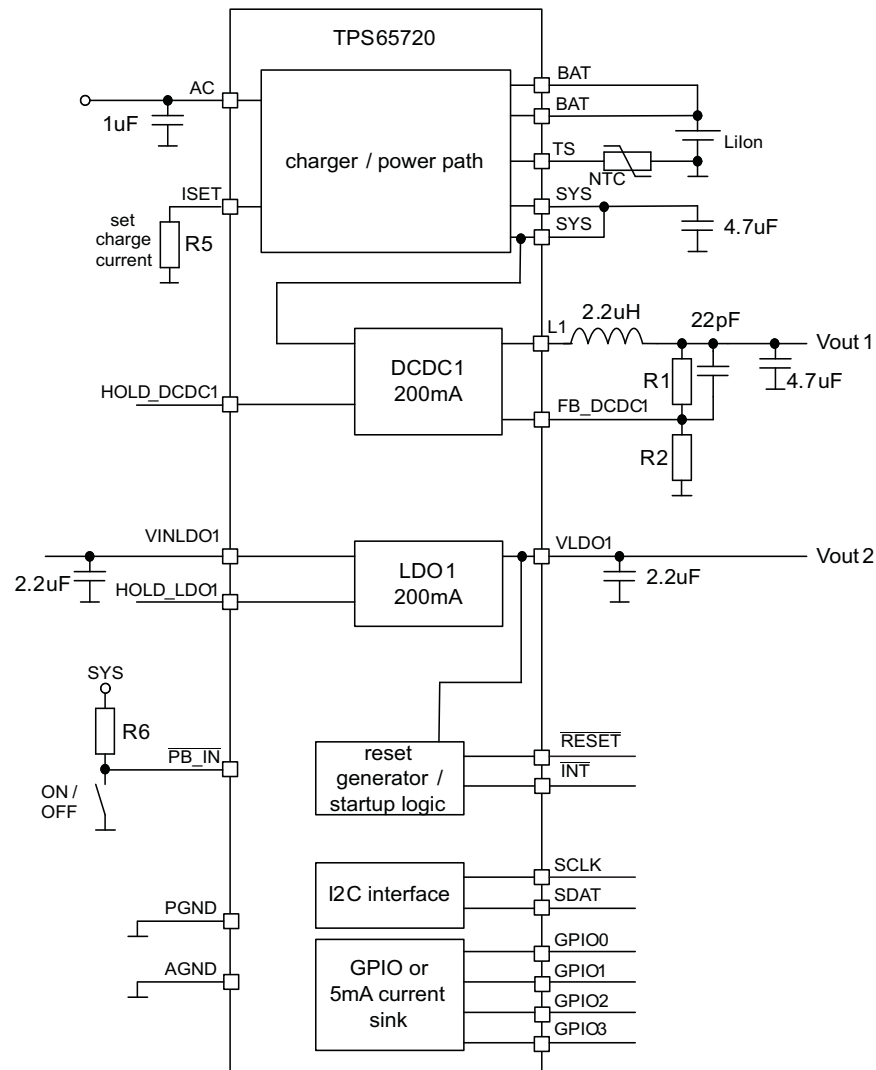 TPS65720
AC
1uF
charger / power path
BAT
BAT
LiIon
TS
NTC
ISET
set
charge
current
R5
SYS
SYS
4.7uF
L1
2.2uH
22pF
Vout 1
DCDC1
200mA
R1
4.7uF
HOLD_DCDC1
FB_DCDC1
R2
VINLDO1
2.2uF
HOLD_LDO1
LDO1
200mA
VLDO1
2.2uF
Vout 2
SYS
R6
PB_IN
ON /
OFF
reset
generator /
startup logic
RESET
INT
I2C interface
SCLK
SDAT
PGND
AGND
GPIO or
5mA current
sink
GPIO0
GPIO1
GPIO2
GPIO3